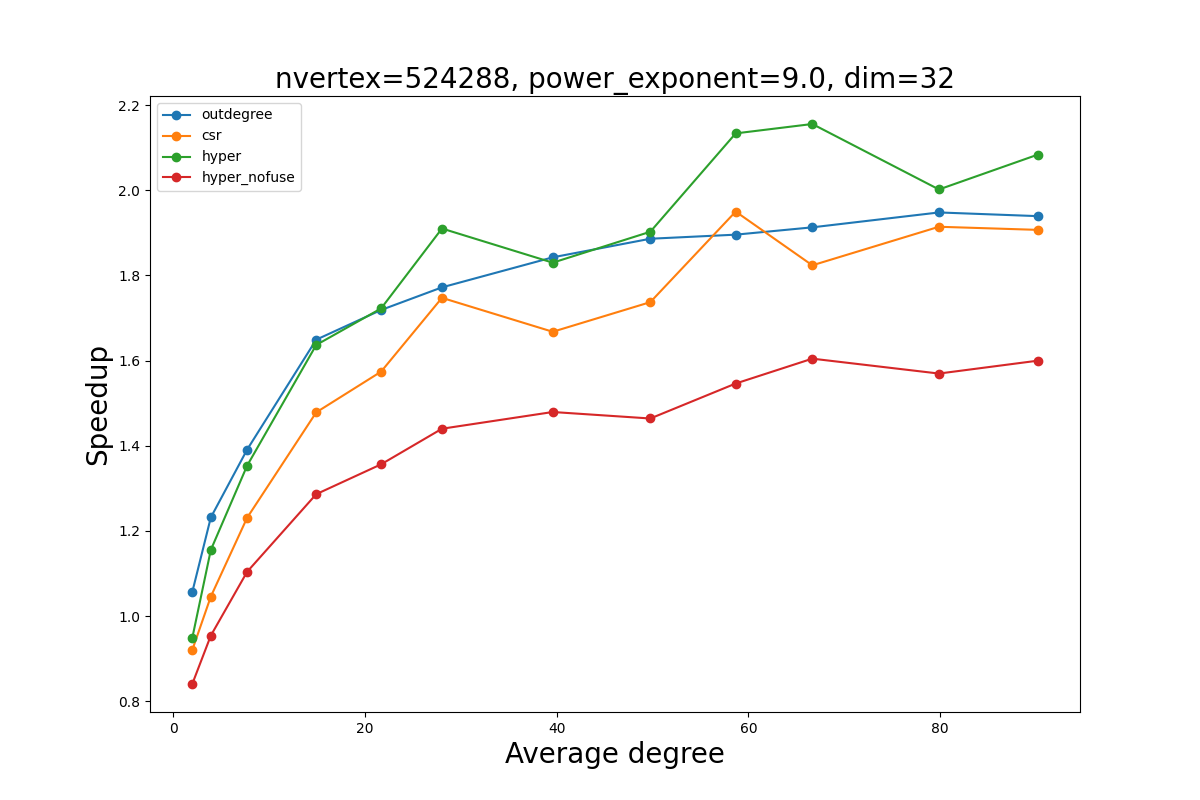 nvertex=524288, power_exponent=9.0, dim=32
outdegree
csr
hyper
hyper_nofuse
Speedup
2.2
2.0
1.8
1.6
1.4
1.2
1.0
0.8
0 20 40 60 80
Average degree